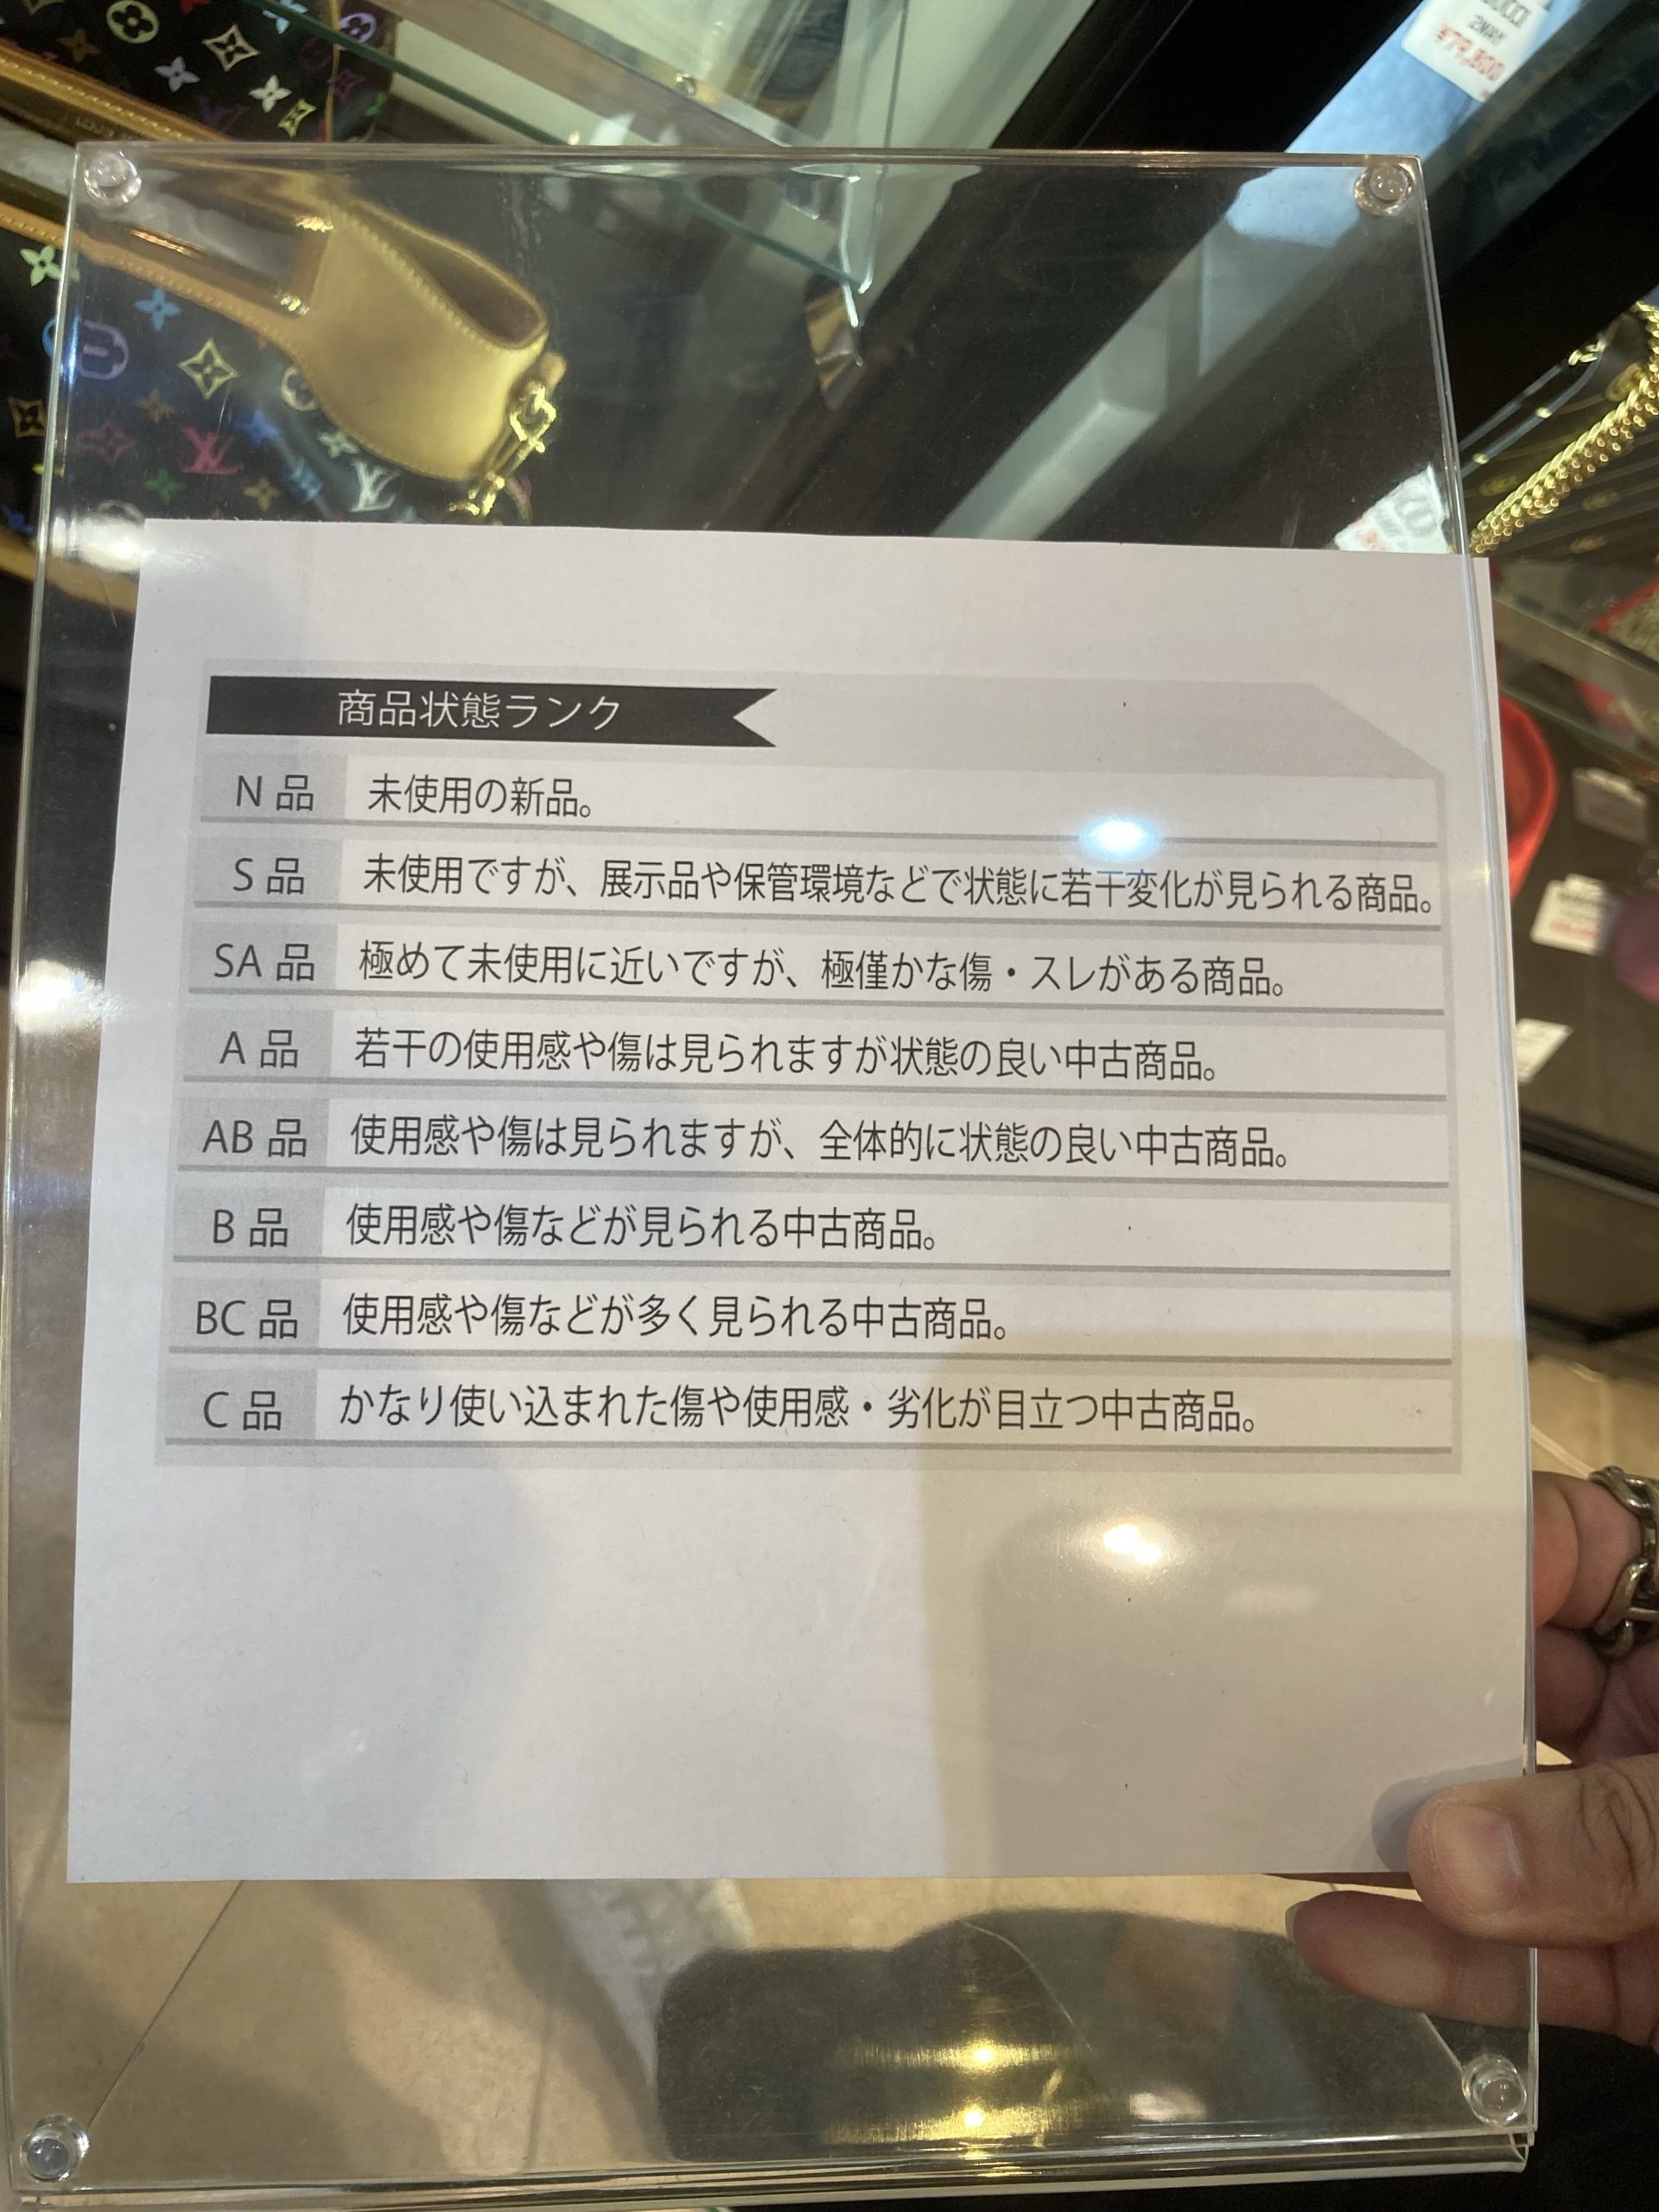 2WAY
商品状態ランク
N 品 未使用の新品。
S 品 未使用ですが、展示品や保管環境などで状態に若干変化が見られる商品。
SA 品 極めて未使用に近いですが、極僅かな傷・スレがある商品。
A 品 若干の使用感や傷は見られますが状態の良い中古商品。
AB 品 使用感や傷は見られますが、全体的に状態の良い中古商品。
B 品 使用感や傷などが見られる中古商品。
BC 品 使用感や傷などが多く見られる中古商品。
C 品 かなり使い込まれた傷や使用感・劣化が目立つ中古商品。